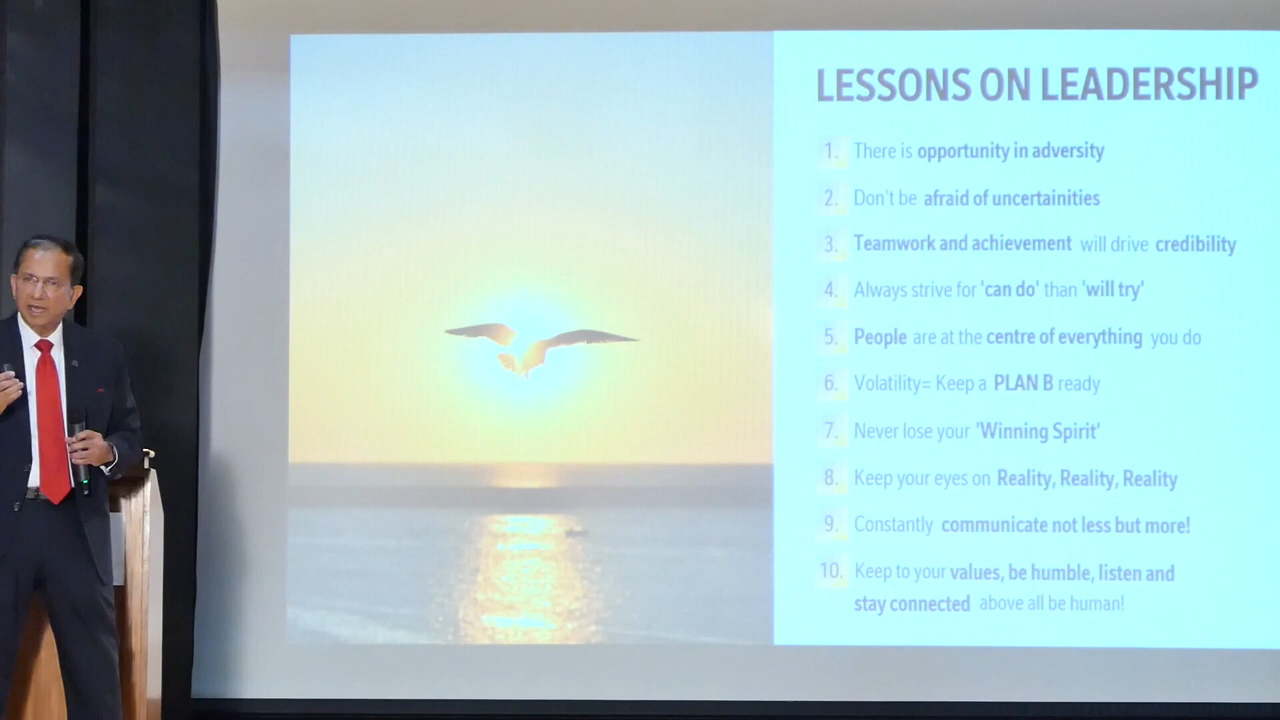 LESSONS ON LEADERSHIP
1. There is opportunity in adversity
2. Don't be afraid of uncertainities
3. Teamwork and achievement will drive credibility
4. Always strive for 'can do' than 'will try'
5. People are at the centre of everything you do
6. Volatility= Keep a PLAN B ready
7. Never lose your 'Winning Spirit'
8. Keep your eyes on Reality, Reality, Reality
9. Constantly communicate not less but more!
10. Keep to your values, be humble, listen and
stay connected above all be human!